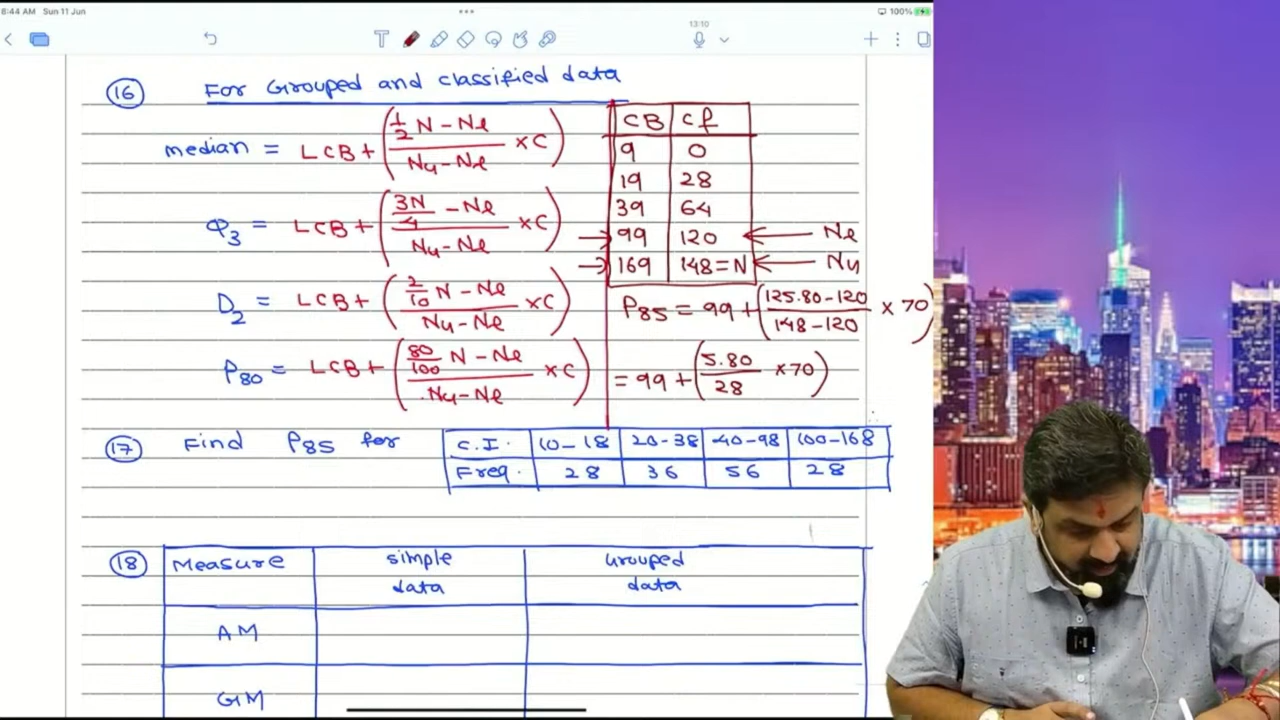 8:44 AM Sun 11 Jun
100%
13:10
T
16 For Grouped and classified data
median = LCB + ( (1/2 N - Nl) / (Nu - Nl) × C )
Q3 = LCB + ( (3N/4 - Nl) / (Nu - Nl) × C )
D2 = LCB + ( (2/10 N - Nl) / (Nu - Nl) × C )
P80 = LCB + ( (80/100 N - Nl) / (Nu - Nl) × C )
CB Cf
9 0
19 28
39 64
99 120 ← Nl
169 148 = N ← Nu
P85 = 99 + ( (125.80 - 120) / (148 - 120) × 70 )
= 99 + ( 5.80 / 28 × 70 )
17 Find P85 for
C.I. 10-18 20-38 40-98 100-168
Freq. 28 36 56 28
18 Measure simple data Grouped data
AM
GM